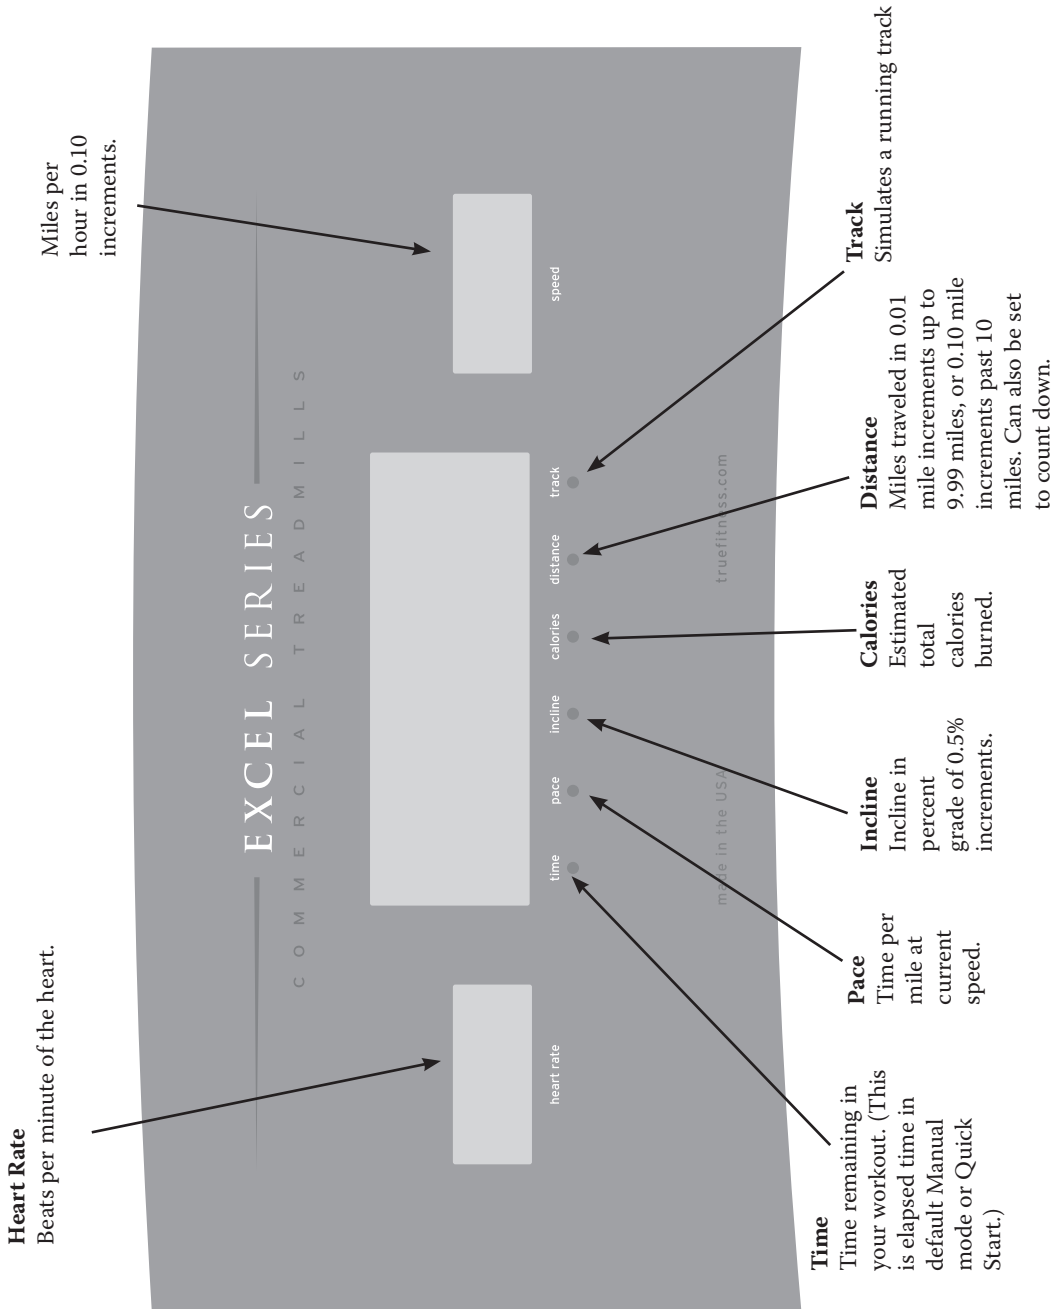 Heart Rate
Beats per minute of the heart.
Miles per
hour in 0.10
increments.
EXCEL SERIES
COMMERCIAL TREADMILLS
heart rate
time
pace
incline
calories
distance
track
speed
made in the USA
truefitness.com
Time
Time remaining in
your workout. (This
is elapsed time in
default Manual
mode or Quick
Start.)
Pace
Time per
mile at
current
speed.
Incline
Incline in
percent
grade of 0.5%
increments.
Calories
Estimated
total
calories
burned.
Distance
Miles traveled in 0.01
mile increments up to
9.99 miles, or 0.10 mile
increments past 10
miles. Can also be set
to count down.
Track
Simulates a running track